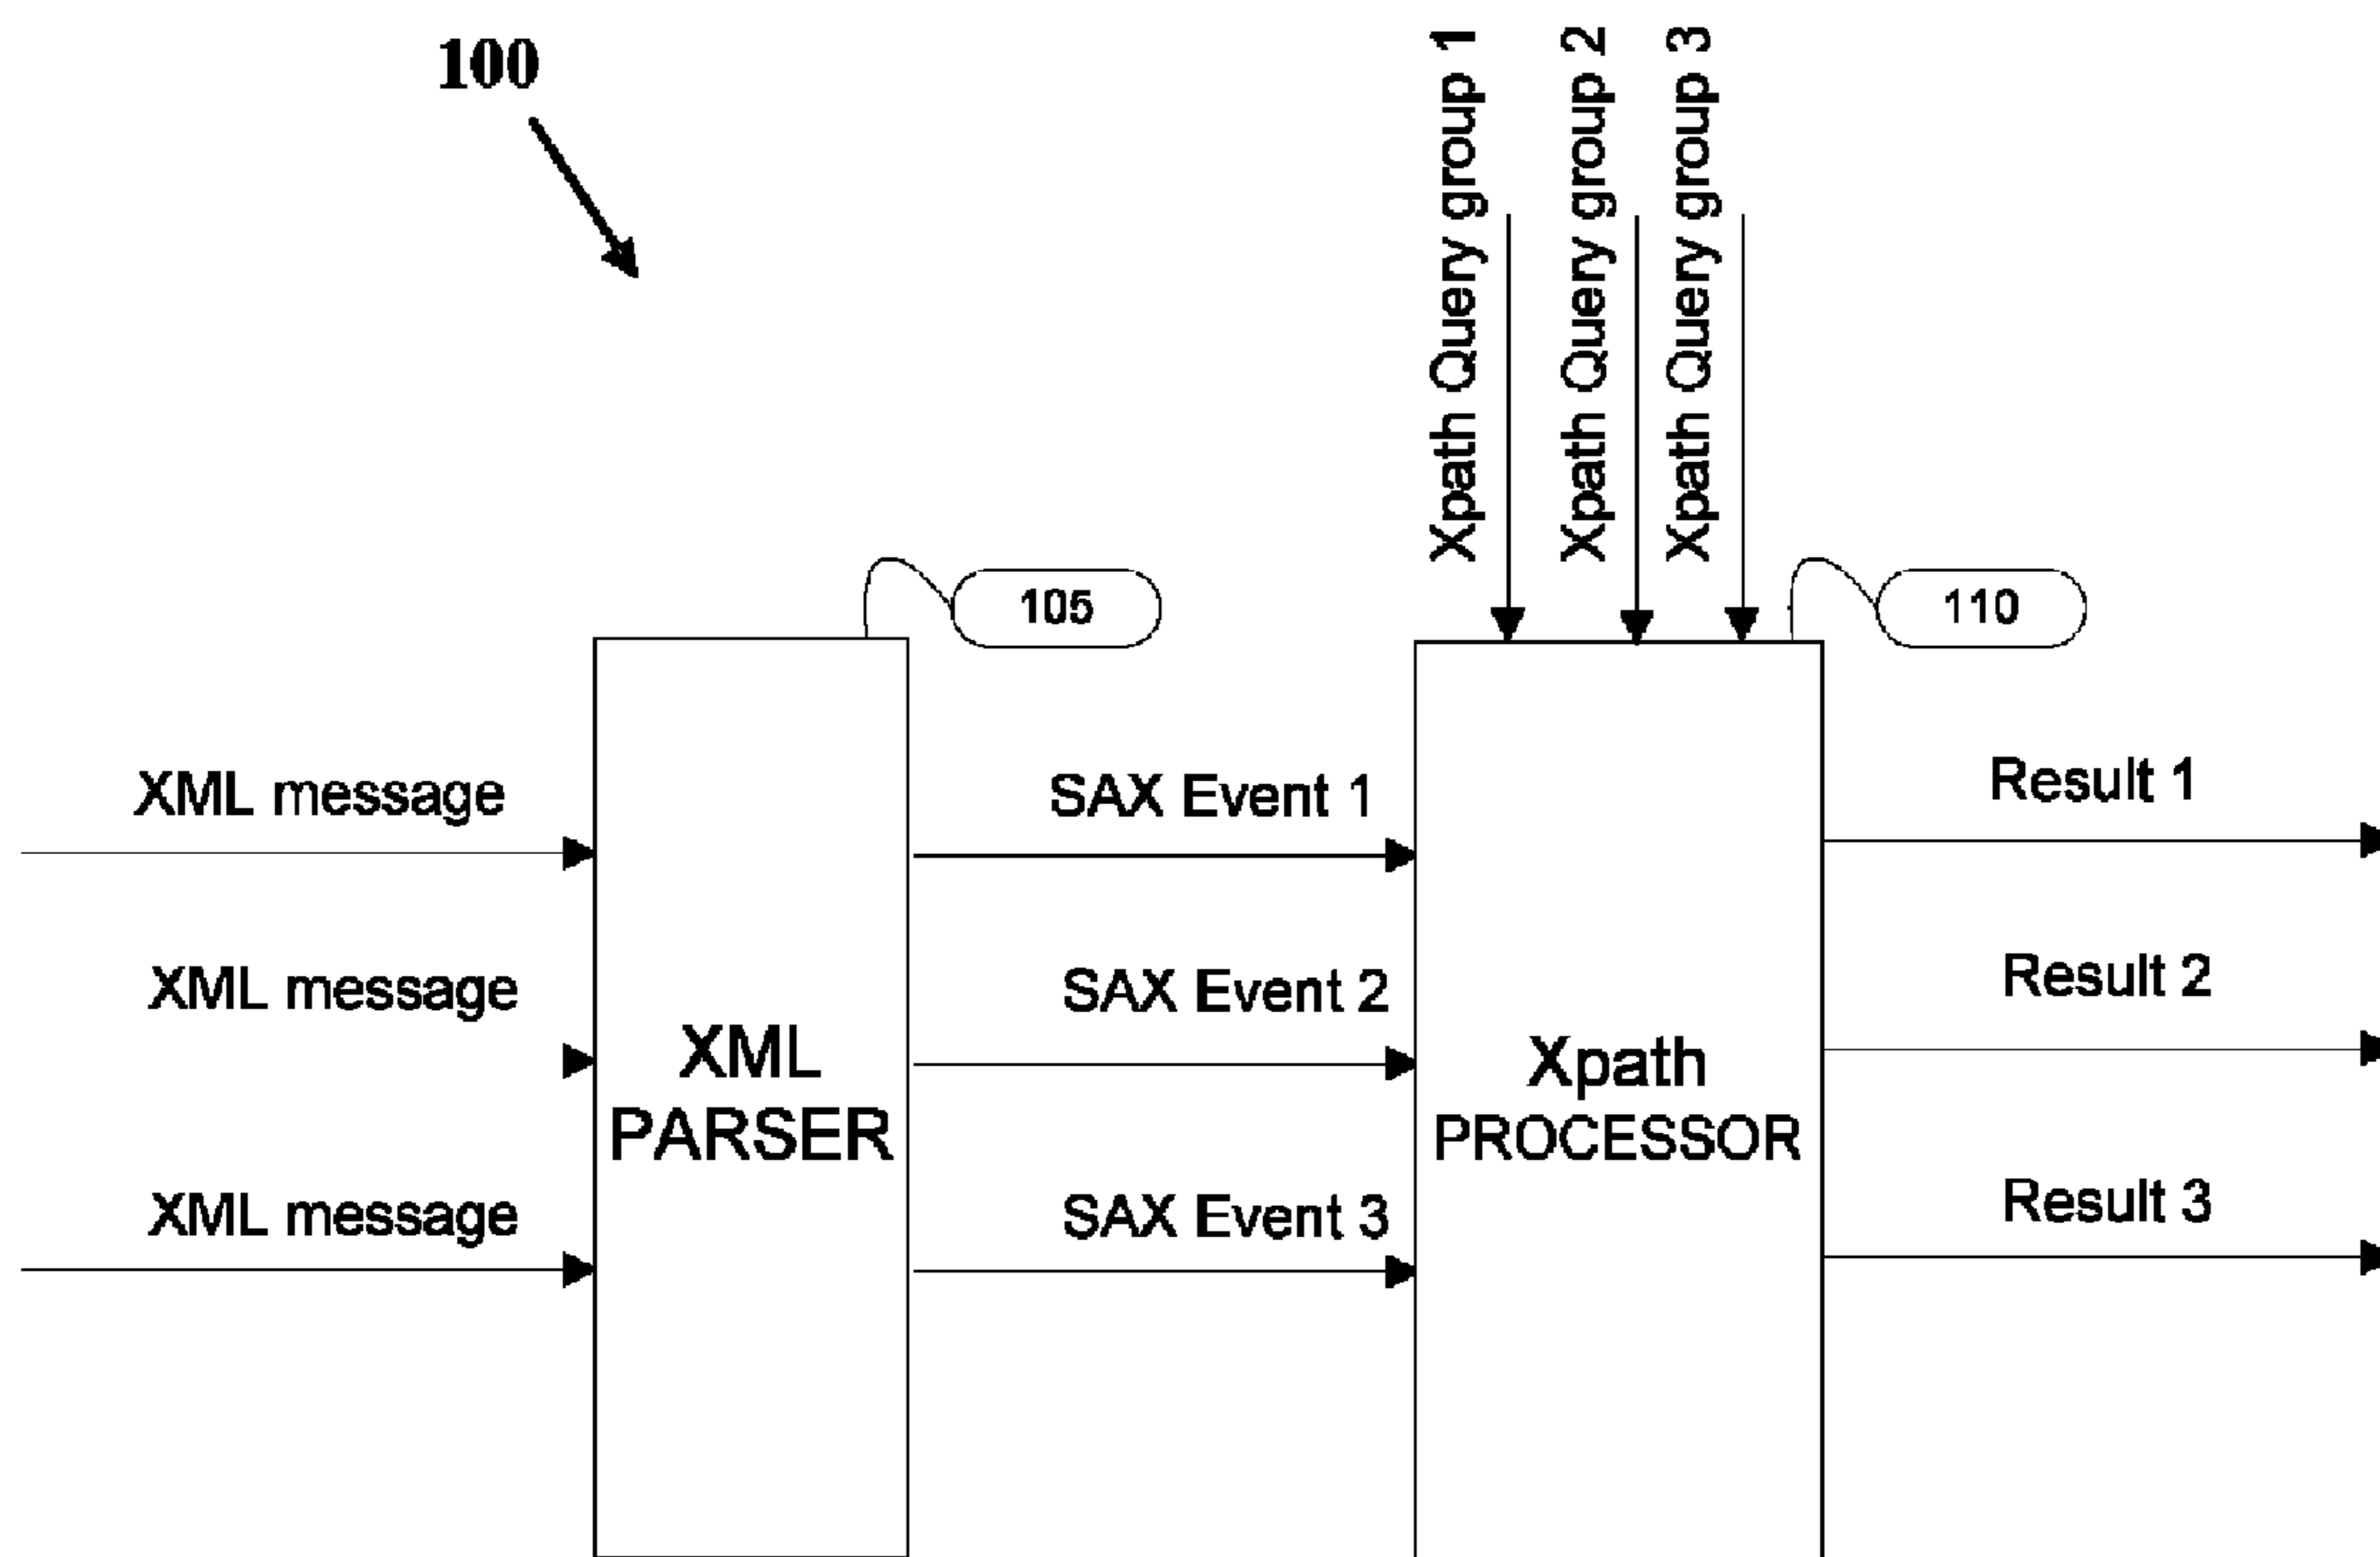 100
Xpath Query group 1
Xpath Query group 2
Xpath Query group 3
105
110
XML message
SAX Event 1
Result 1
XML message
SAX Event 2
Result 2
XML
PARSER
Xpath
PROCESSOR
XML message
SAX Event 3
Result 3